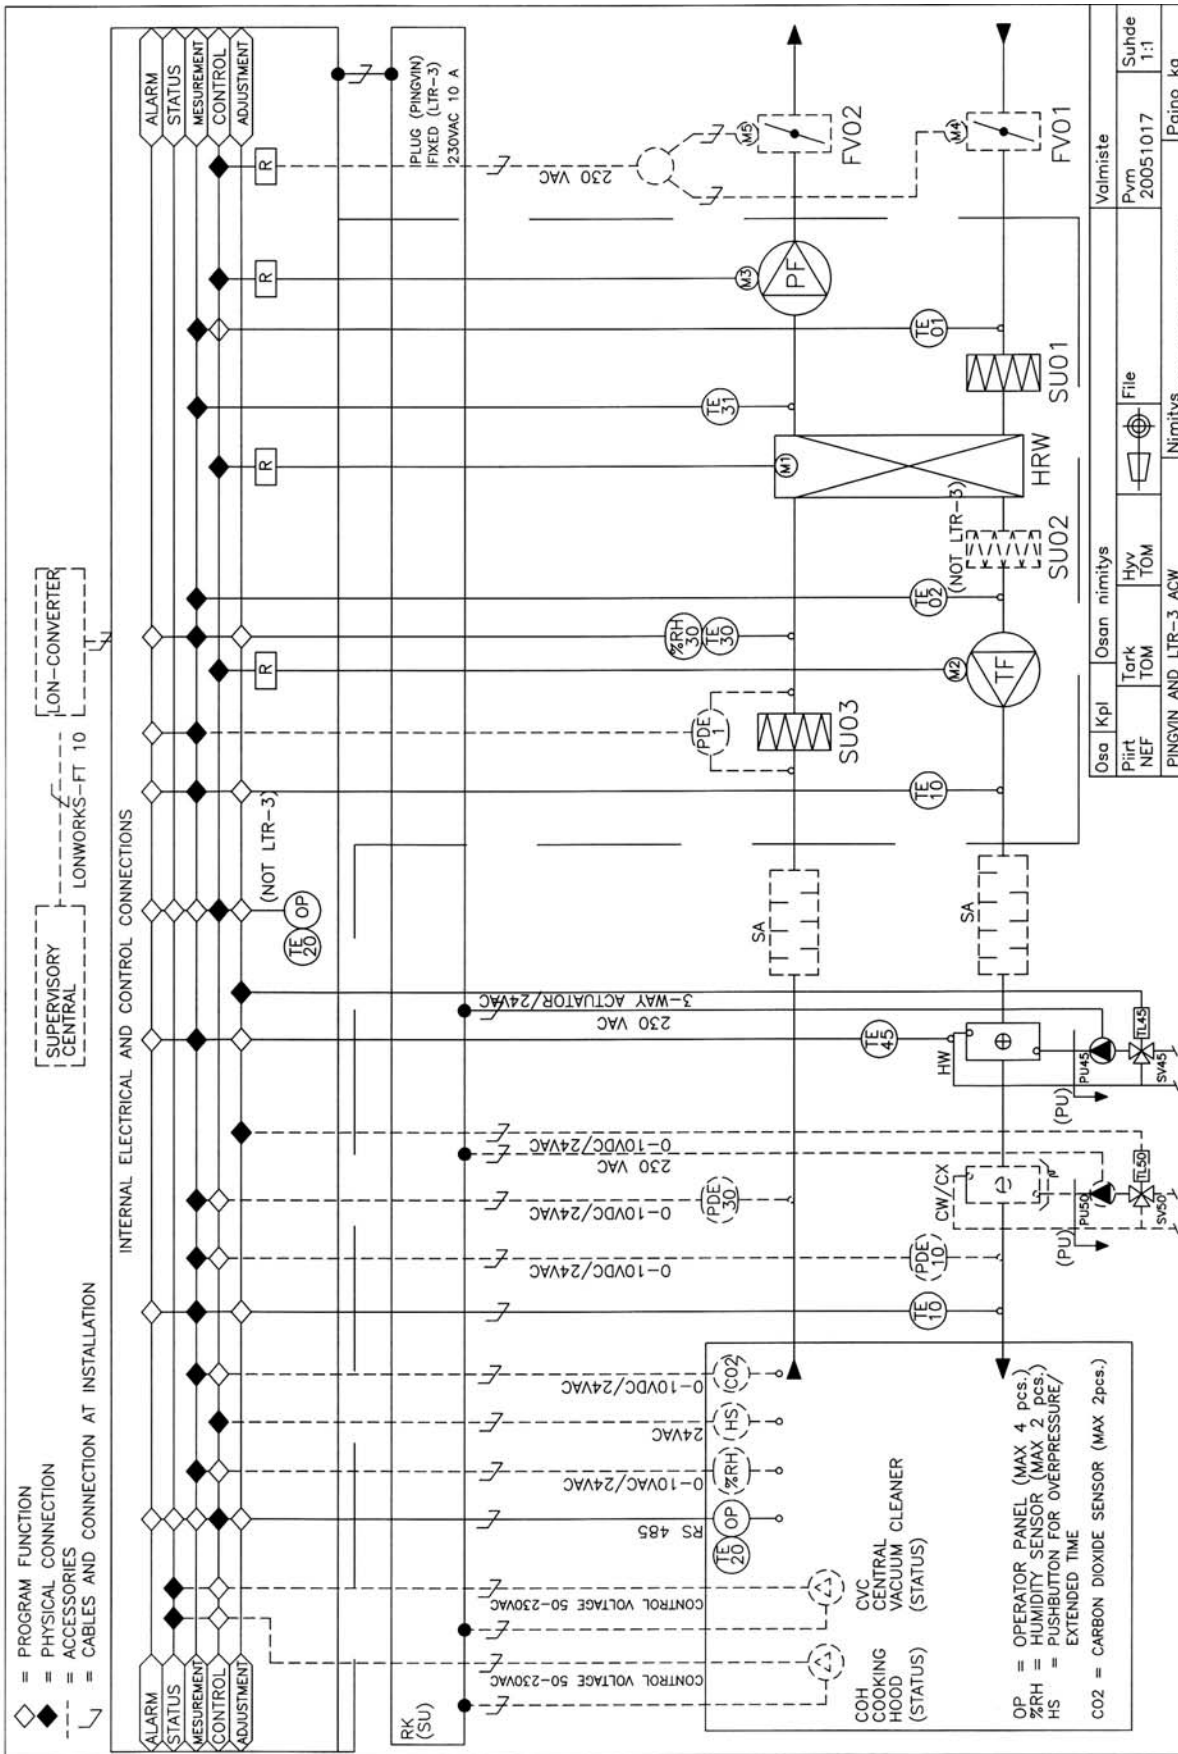 = PROGRAM FUNCTION
= PHYSICAL CONNECTION
= ACCESSORIES
= CABLES AND CONNECTION AT INSTALLATION
SUPERVISORY
CENTRAL
LONWORKS-FT 10
LON-CONVERTER
INTERNAL ELECTRICAL AND CONTROL CONNECTIONS
ALARM
STATUS
MESUREMENT
CONTROL
ADJUSTMENT
ALARM
STATUS
MESUREMENT
CONTROL
ADJUSTMENT
(NOT LTR-3)
TE
20
OP
R
R
R
R
RK
(SU)
PLUG (PINGVIN)
FIXED (LTR-3)
230VAC 10 A
CONTROL VOLTAGE 50-230VAC
CONTROL VOLTAGE 50-230VAC
RS 485
0-10VAC/24VAC
24VAC
0-10VDC/24VAC
0-10VDC/24VAC
0-10VDC/24VAC
230 VAC
0-10VDC/24VAC
230 VAC
3-WAY ACTUATOR/24VAC
230 VAC
TE
20
OP
%RH
HS
CO2
COH
COOKING
HOOD
(STATUS)
CVC
CENTRAL
VACUUM CLEANER
(STATUS)
OP = OPERATOR PANEL (MAX 4 pcs.)
%RH = HUMIDITY SENSOR (MAX 2 pcs.)
HS = PUSHBUTTON FOR OVERPRESSURE/
EXTENDED TIME
CO2 = CARBON DIOXIDE SENSOR (MAX 2pcs.)
TE
10
PDE
10
PDE
30
CW/CX
(PU)
PU50
SV50
TL50
TE
45
HW
(PU)
PU45
SV45
TL45
SA
SA
TE
10
PDE
1
SU03
M2
TF
%RH
30
TE
30
TE
02
(NOT LTR-3)
SU02
M1
HRW
TE
31
SU01
TE
01
M3
PF
M5
FV02
M4
FV01
Osa
Kpl
Osan nimitys
Valmiste
Piirt
NEF
Tark
TOM
Hyv
TOM
File
Pvm
20051017
Suhde
1:1
PINGVIN AND LTR-3 ACW
Nimitys
Paino kg